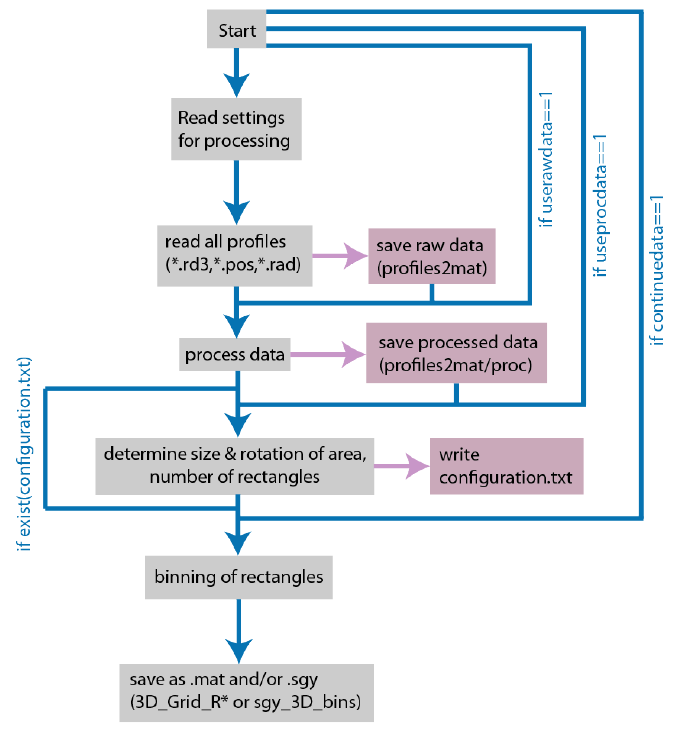 Start
Read settings
for processing
read all profiles
(*.rd3,*.pos,*.rad)
save raw data
(profiles2mat)
process data
save processed data
(profiles2mat/proc)
determine size & rotation of area,
number of rectangles
write
configuration.txt
binning of rectangles
save as .mat and/or .sgy
(3D_Grid_R* or sgy_3D_bins)
if exist(configuration.txt)
if userawdata==1
if useprocdata==1
if continuedata==1